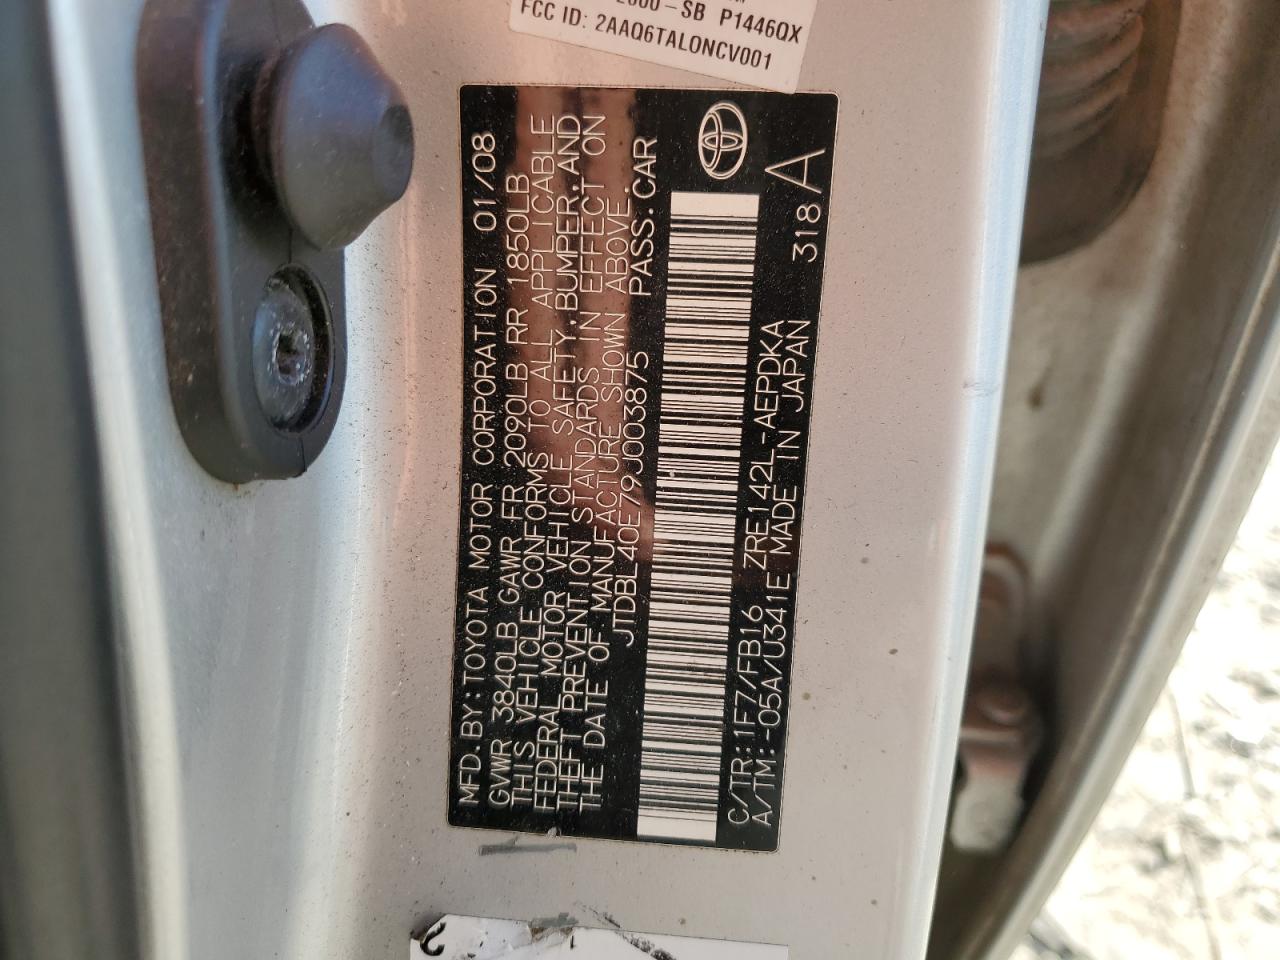 2000-SB P1446QX
FCC ID: 2AAQ6TALONCV001
MFD. BY: TOYOTA MOTOR CORPORATION 01/08
GVWR 3840LB GAWR FR 2090LB RR 1850LB
THIS VEHICLE CONFORMS TO ALL APPLICABLE
FEDERAL MOTOR VEHICLE SAFETY, BUMPER, AND
THEFT PREVENTION STANDARDS IN EFFECT ON
THE DATE OF MANUFACTURE SHOWN ABOVE.
JTDBL40E79J003875 PASS. CAR
C/TR: 1F7/FB16 ZRE142L-AEPDKA
A/TM: -05A/U341E MADE IN JAPAN 318 A